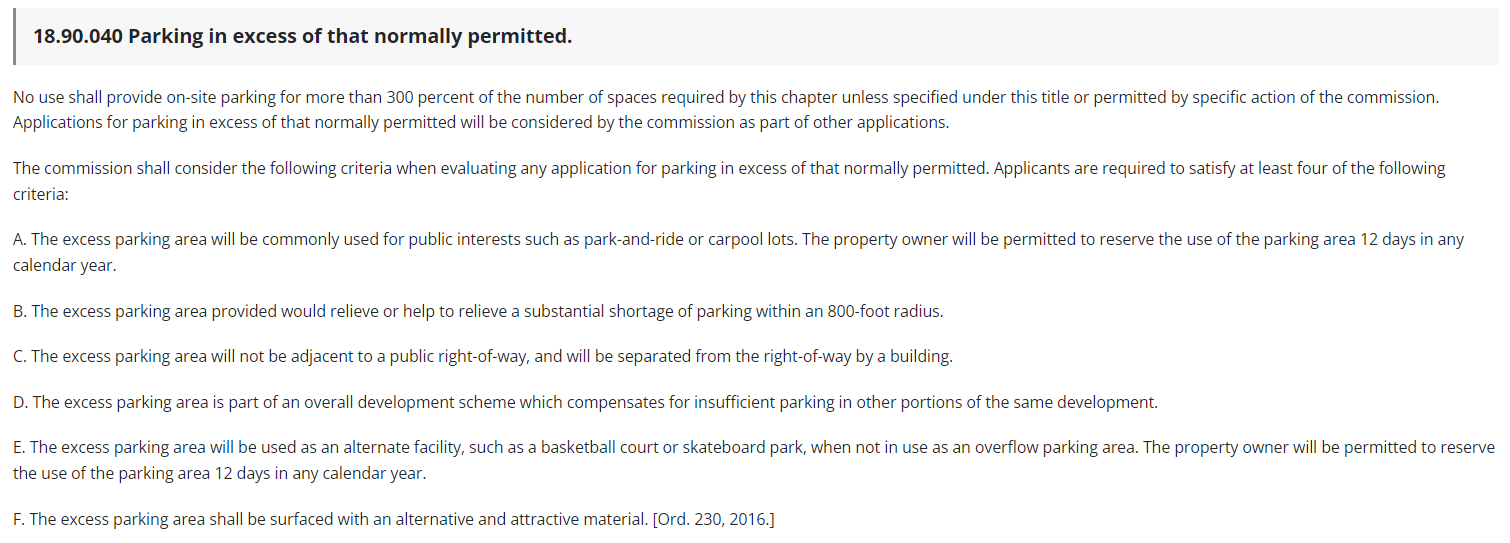 18.90.040 Parking in excess of that normally permitted.
No use shall provide on-site parking for more than 300 percent of the number of spaces required by this chapter unless specified under this title or permitted by specific action of the commission.
Applications for parking in excess of that normally permitted will be considered by the commission as part of other applications.
The commission shall consider the following criteria when evaluating any application for parking in excess of that normally permitted. Applicants are required to satisfy at least four of the following
criteria:
A. The excess parking area will be commonly used for public interests such as park-and-ride or carpool lots. The property owner will be permitted to reserve the use of the parking area 12 days in any
calendar year.
B. The excess parking area provided would relieve or help to relieve a substantial shortage of parking within an 800-foot radius.
C. The excess parking area will not be adjacent to a public right-of-way, and will be separated from the right-of-way by a building.
D. The excess parking area is part of an overall development scheme which compensates for insufficient parking in other portions of the same development.
E. The excess parking area will be used as an alternate facility, such as a basketball court or skateboard park, when not in use as an overflow parking area. The property owner will be permitted to reserve
the use of the parking area 12 days in any calendar year.
F. The excess parking area shall be surfaced with an alternative and attractive material. [Ord. 230, 2016.]